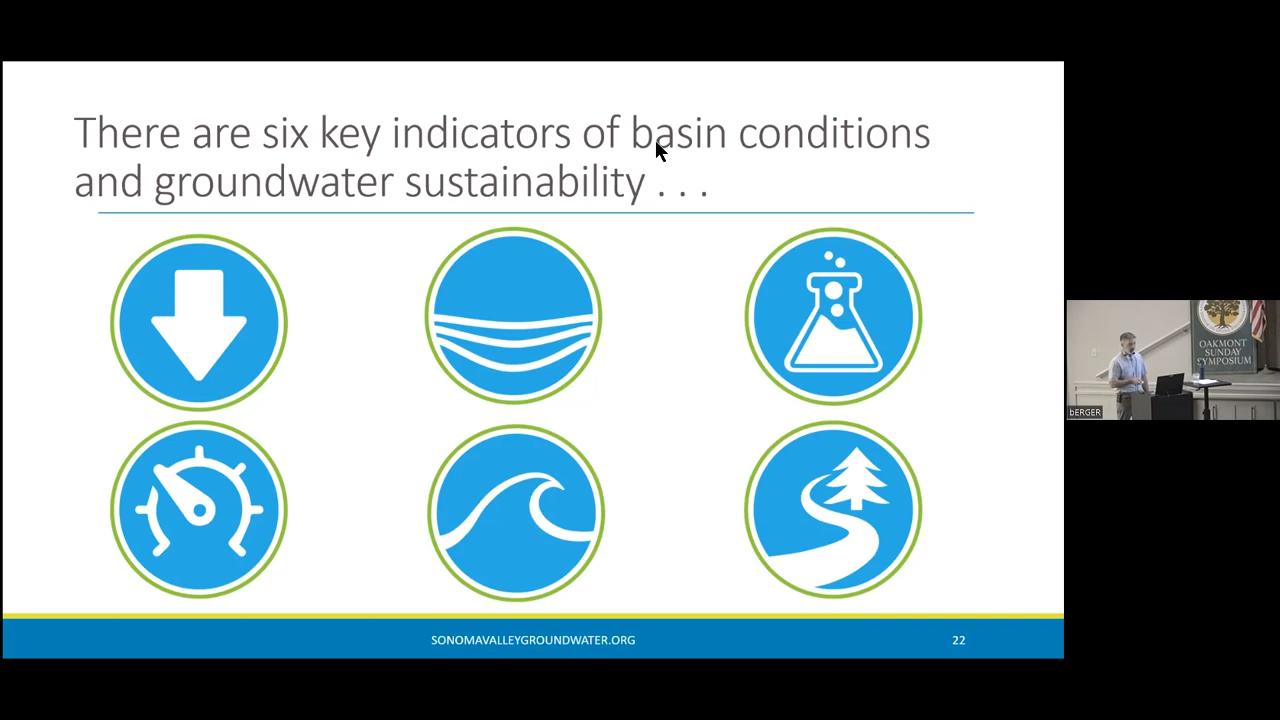 There are six key indicators of basin conditions
and groundwater sustainability . . .
SONOMAVALLEYGROUNDWATER.ORG
22
OAKMONT
SUNDAY
SYMPOSIUM
bERGER